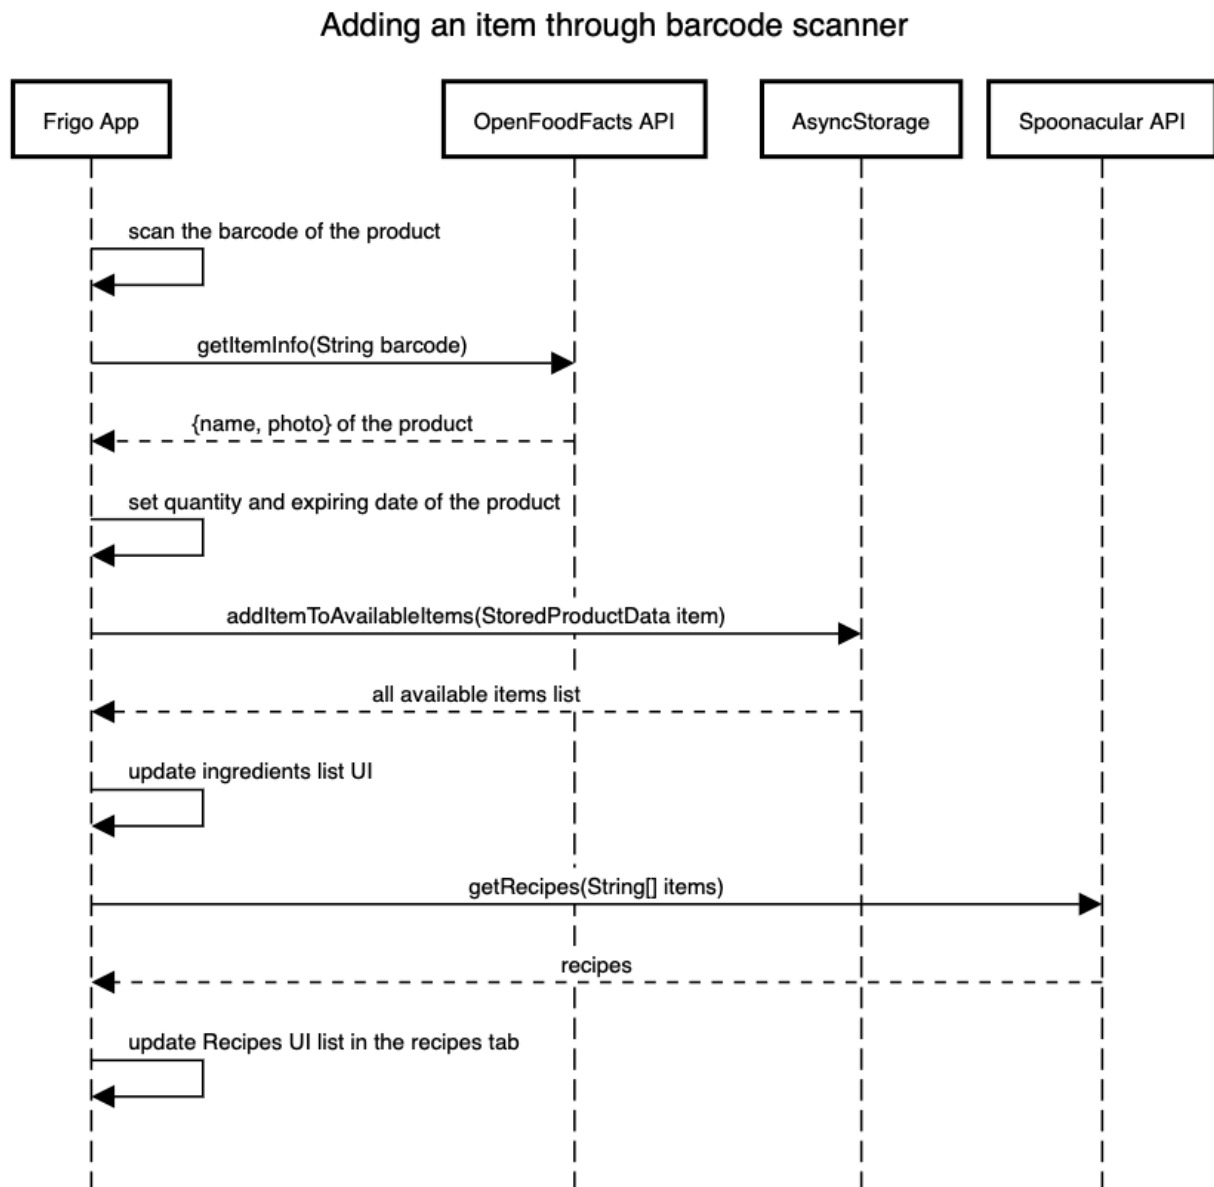 Adding an item through barcode scanner
Frigo App
OpenFoodFacts API
AsyncStorage
Spoonacular API
scan the barcode of the product
getItemInfo(String barcode)
{name, photo} of the product
set quantity and expiring date of the product
addItemToAvailableItems(StoredProductData item)
all available items list
update ingredients list UI
getRecipes(String[] items)
recipes
update Recipes UI list in the recipes tab